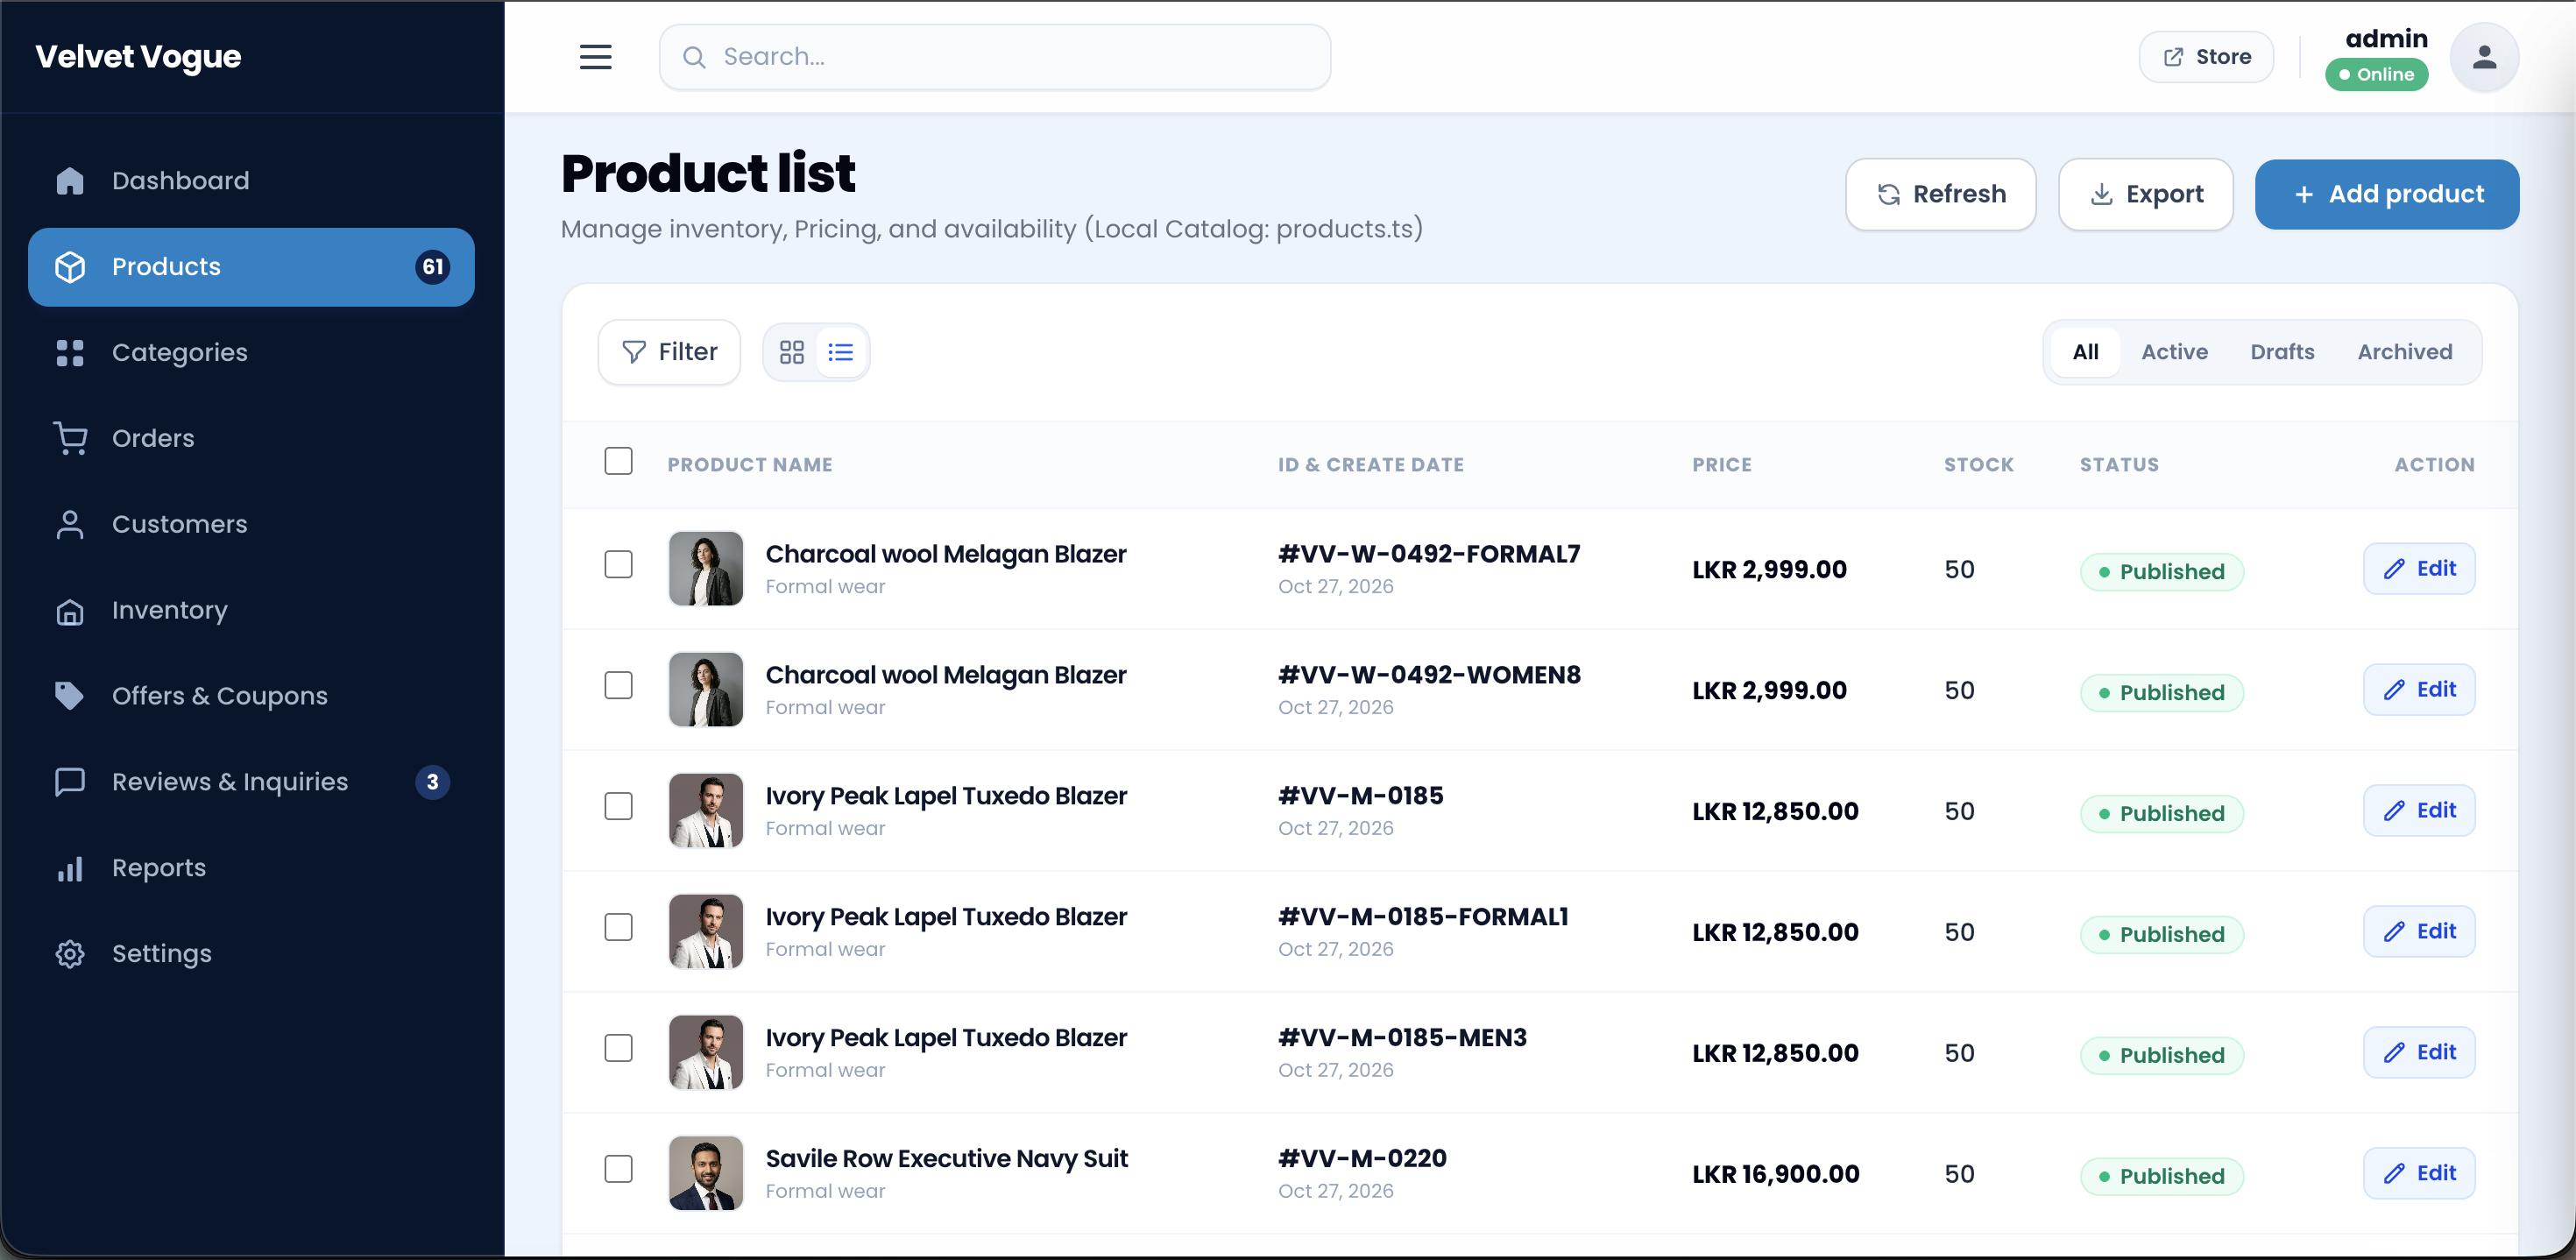 Velvet Vogue
Search...
Store
admin
Online
Dashboard
Products 61
Categories
Orders
Customers
Inventory
Offers & Coupons
Reviews & Inquiries 3
Reports
Settings
Product list
Manage inventory, Pricing, and availability (Local Catalog: products.ts)
Refresh
Export
+ Add product
Filter
All Active Drafts Archived
PRODUCT NAME ID & CREATE DATE PRICE STOCK STATUS ACTION
Charcoal wool Melagan Blazer #VV-W-0492-FORMAL7 LKR 2,999.00 50 Published Edit
Formal wear Oct 27, 2026
Charcoal wool Melagan Blazer #VV-W-0492-WOMEN8 LKR 2,999.00 50 Published Edit
Formal wear Oct 27, 2026
Ivory Peak Lapel Tuxedo Blazer #VV-M-0185 LKR 12,850.00 50 Published Edit
Formal wear Oct 27, 2026
Ivory Peak Lapel Tuxedo Blazer #VV-M-0185-FORMAL1 LKR 12,850.00 50 Published Edit
Formal wear Oct 27, 2026
Ivory Peak Lapel Tuxedo Blazer #VV-M-0185-MEN3 LKR 12,850.00 50 Published Edit
Formal wear Oct 27, 2026
Savile Row Executive Navy Suit #VV-M-0220 LKR 16,900.00 50 Published Edit
Formal wear Oct 27, 2026